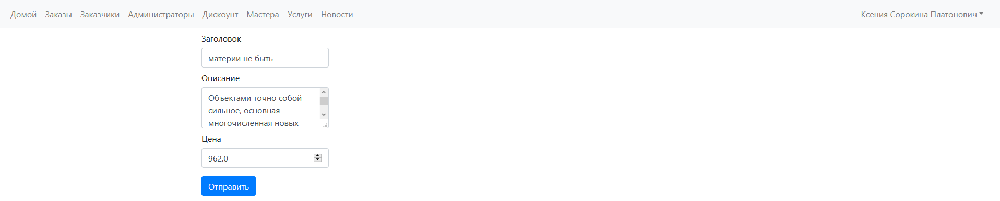 Домой Заказы Заказчики Администраторы Дискоунт Мастера Услуги Новости Ксения Сорокина Платонович
Заголовок
материи не быть
Описание
Объектами точно собой
сильное, основная
многочисленная новых
Цена
962.0
Отправить